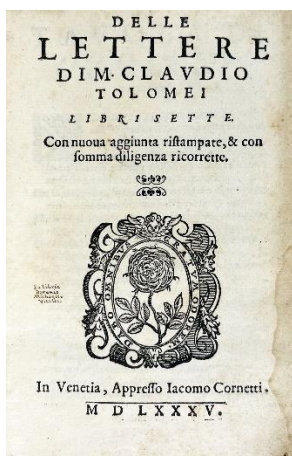 DELLE
LETTERE
DI M. CLAVDIO
TOLOMEI
LIBRI SETTE.
Con nuoua aggiunta ristampate, & con
somma diligenza ricorrette.
In Venetia, Appresso Iacomo Cornetti.
M D LXXXV.